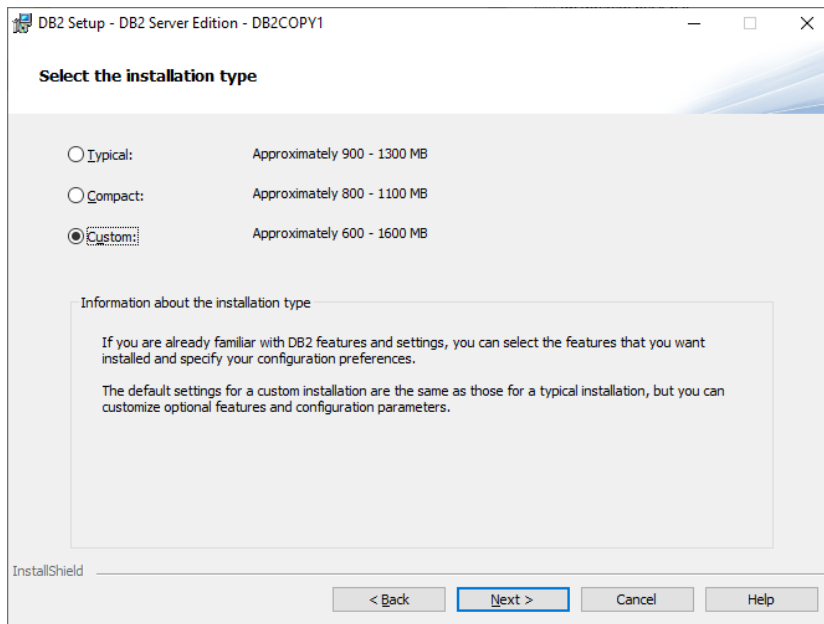 DB2 Setup - DB2 Server Edition - DB2COPY1
Select the installation type
Typical: Approximately 900 - 1300 MB
Compact: Approximately 800 - 1100 MB
Custom: Approximately 600 - 1600 MB
Information about the installation type
If you are already familiar with DB2 features and settings, you can select the features that you want
installed and specify your configuration preferences.
The default settings for a custom installation are the same as those for a typical installation, but you can
customize optional features and configuration parameters.
InstallShield
< Back Next > Cancel Help